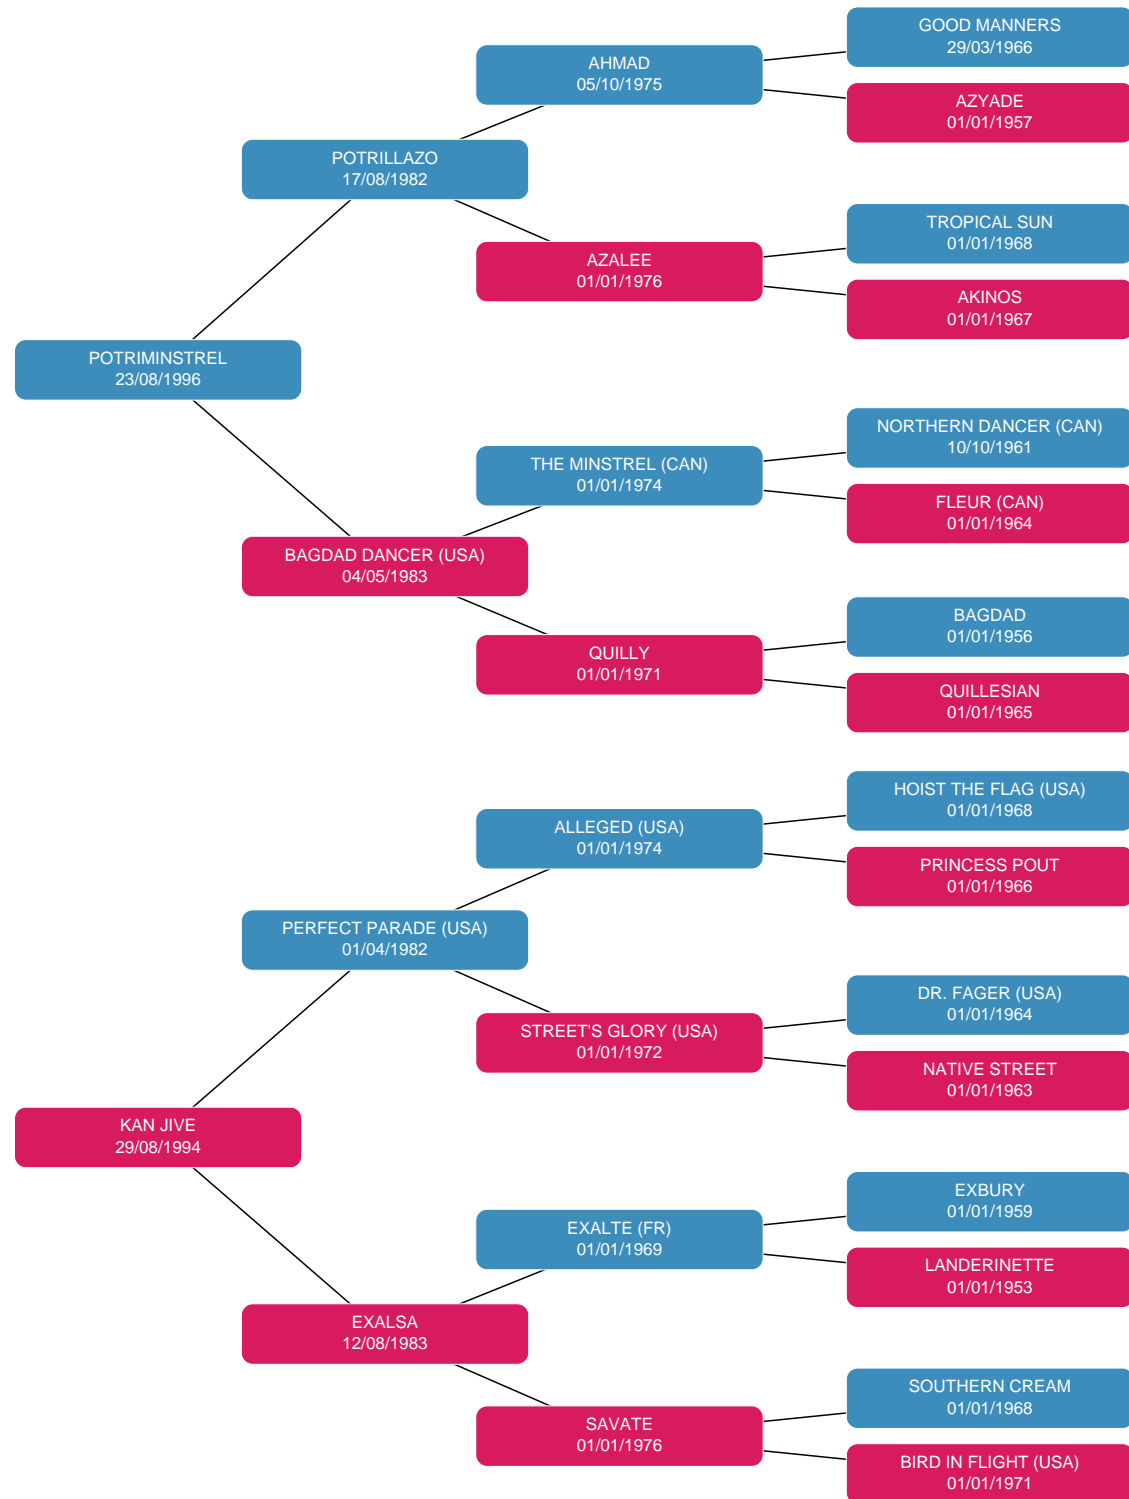 GOOD MANNERS
29/03/1966
AHMAD
05/10/1975
AZYADE
01/01/1957
POTRILLAZO
17/08/1982
TROPICAL SUN
01/01/1968
AZALEE
01/01/1976
AKINOS
01/01/1967
POTRIMINSTREL
23/08/1996
NORTHERN DANCER (CAN)
10/10/1961
THE MINSTREL (CAN)
01/01/1974
FLEUR (CAN)
01/01/1964
BAGDAD DANCER (USA)
04/05/1983
BAGDAD
01/01/1956
QUILLY
01/01/1971
QUILLESIAN
01/01/1965
HOIST THE FLAG (USA)
01/01/1968
ALLEGED (USA)
01/01/1974
PRINCESS POUT
01/01/1966
PERFECT PARADE (USA)
01/04/1982
DR. FAGER (USA)
01/01/1964
STREET'S GLORY (USA)
01/01/1972
NATIVE STREET
01/01/1963
KAN JIVE
29/08/1994
EXBURY
01/01/1959
EXALTE (FR)
01/01/1969
LANDERINETTE
01/01/1953
EXALSA
12/08/1983
SOUTHERN CREAM
01/01/1968
SAVATE
01/01/1976
BIRD IN FLIGHT (USA)
01/01/1971